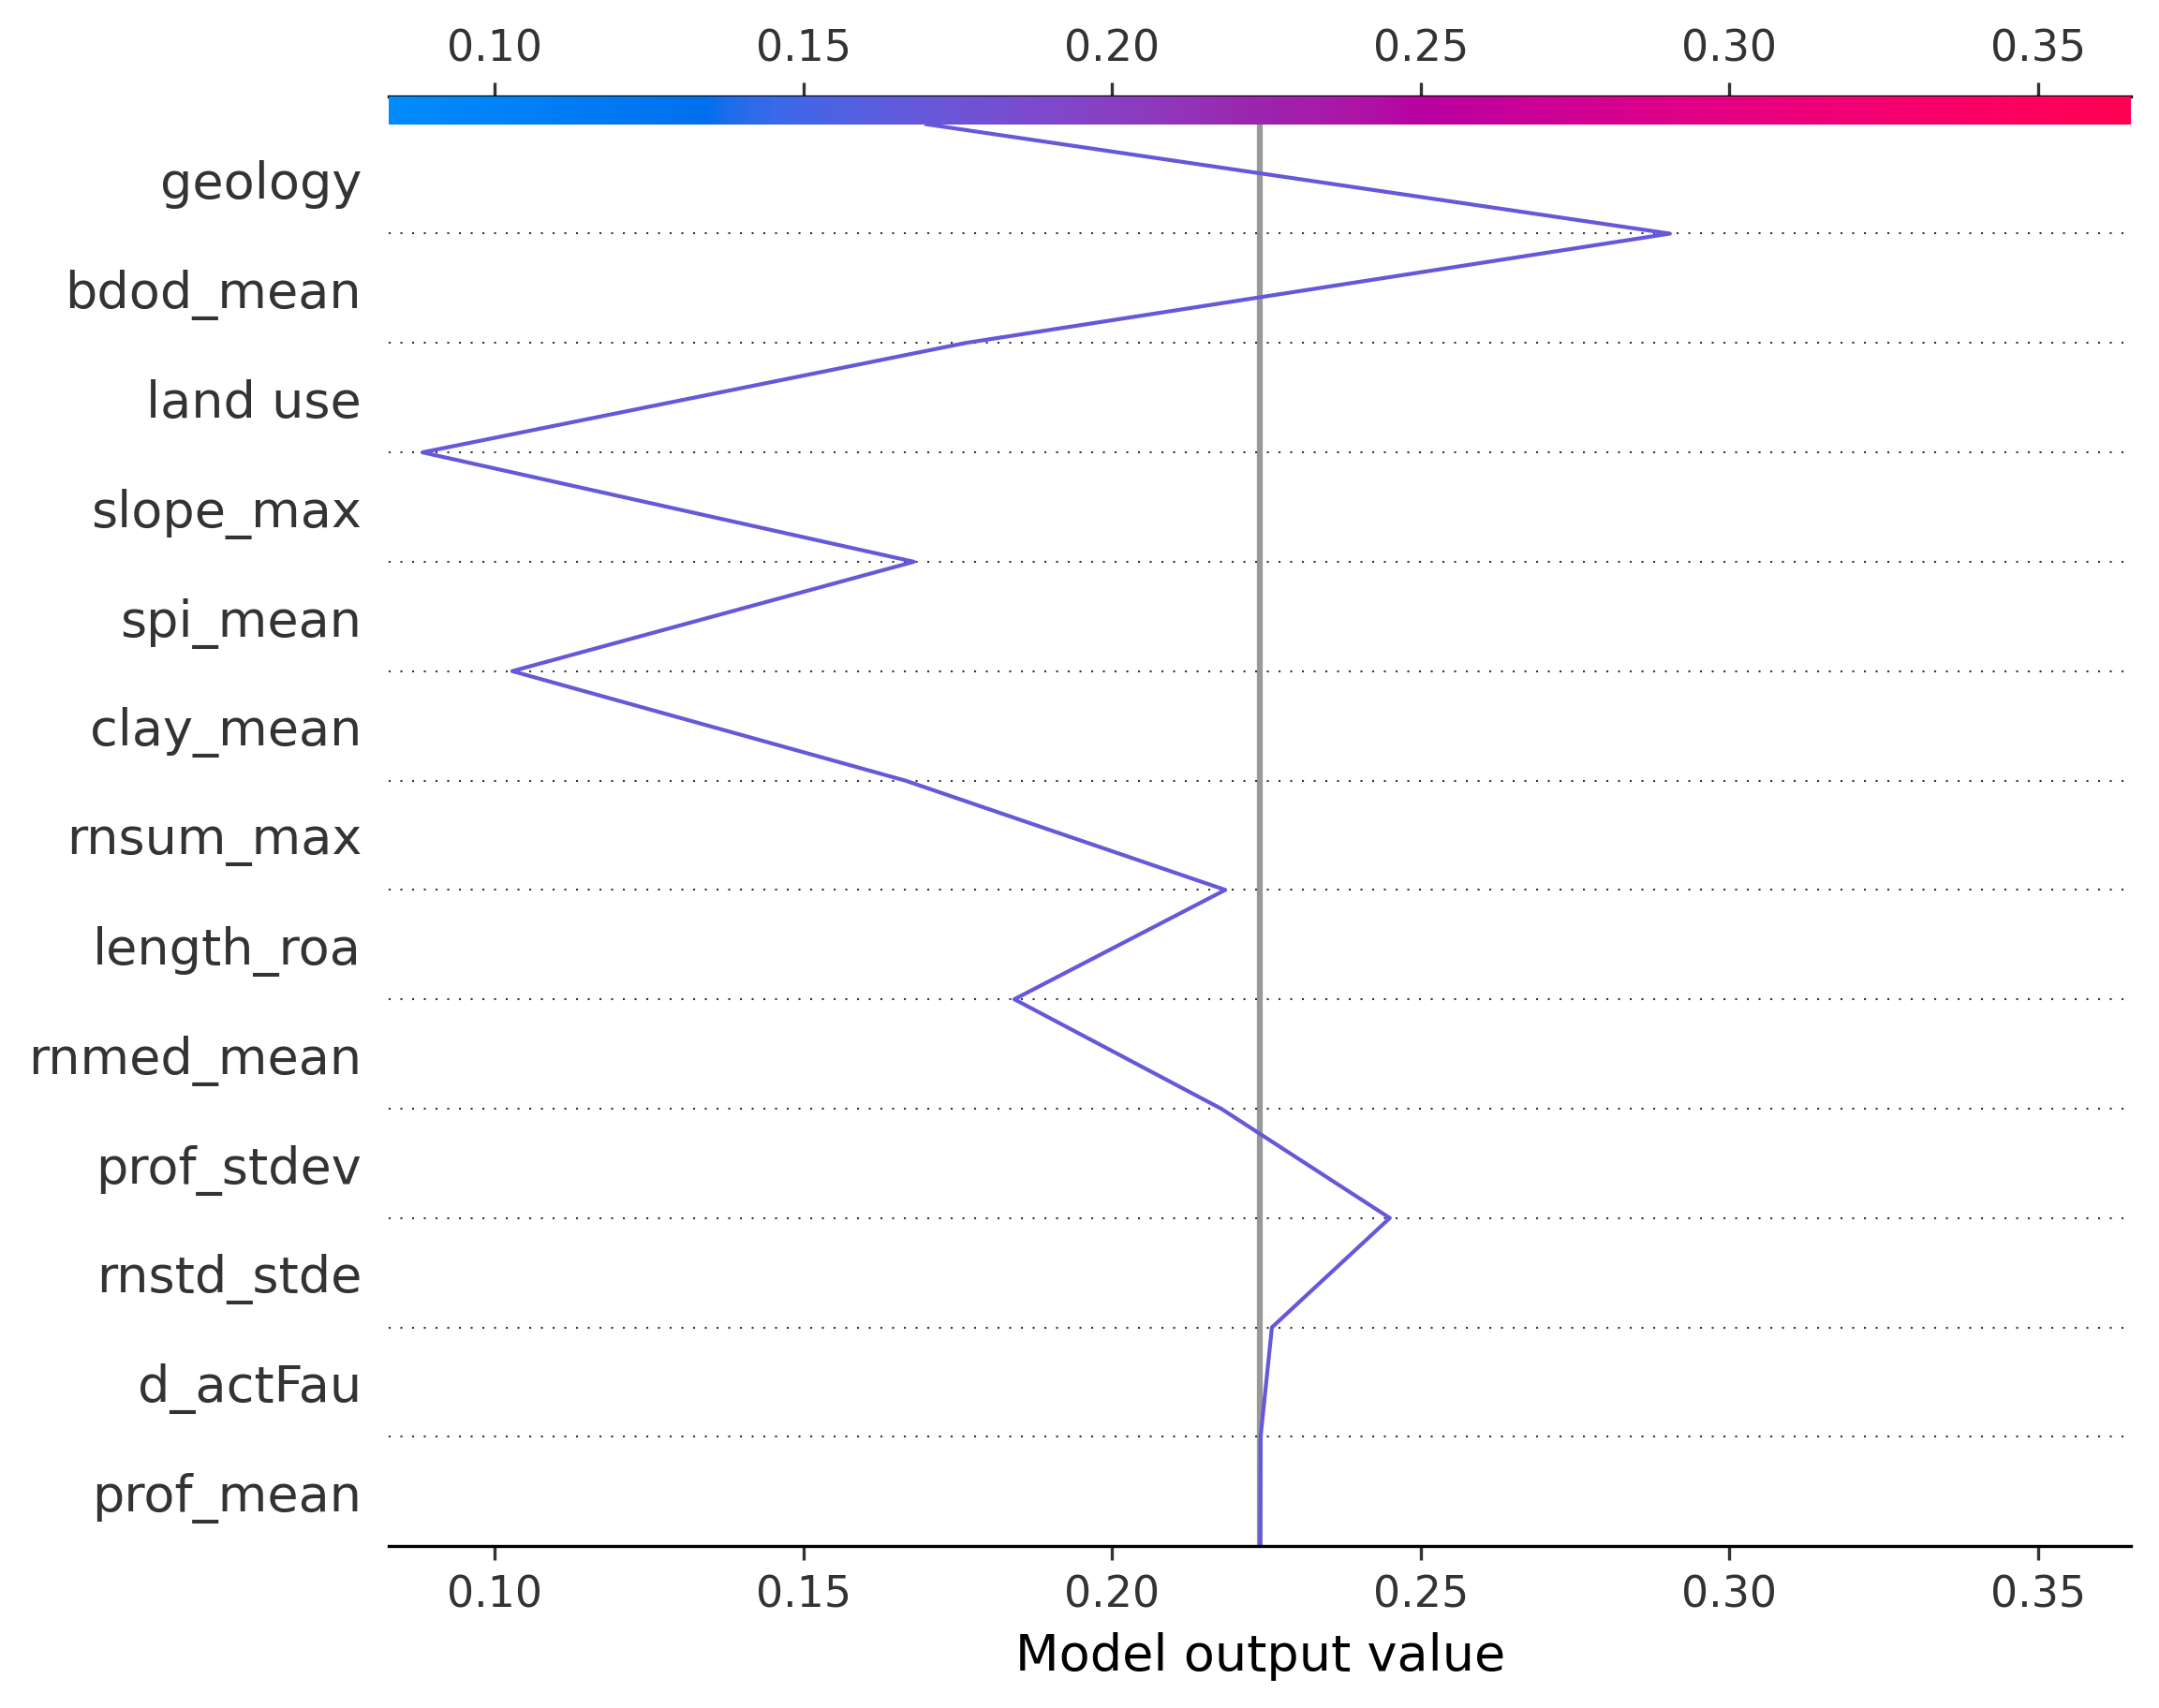 0.10 0.15 0.20 0.25 0.30 0.35
geology
bdod_mean
land use
slope_max
spi_mean
clay_mean
rnsum_max
length_roa
rnmed_mean
prof_stdev
rnstd_stde
d_actFau
prof_mean
0.10 0.15 0.20 0.25 0.30 0.35
Model output value